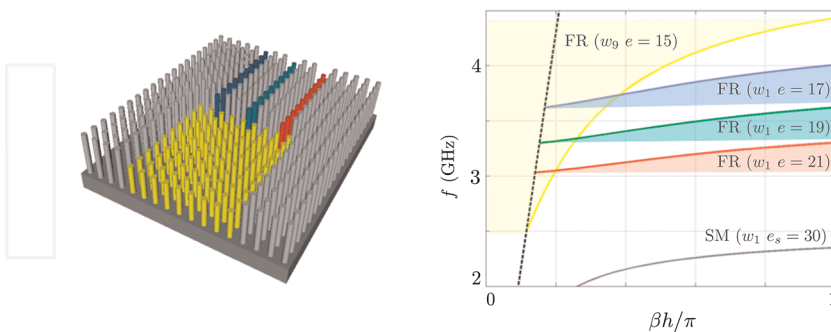 4
3
2
f (GHz)
FR (w₉ e = 15)
FR (w₁ e = 17)
FR (w₁ e = 19)
FR (w₁ e = 21)
SM (w₁ eₛ = 30)
0
βh/π